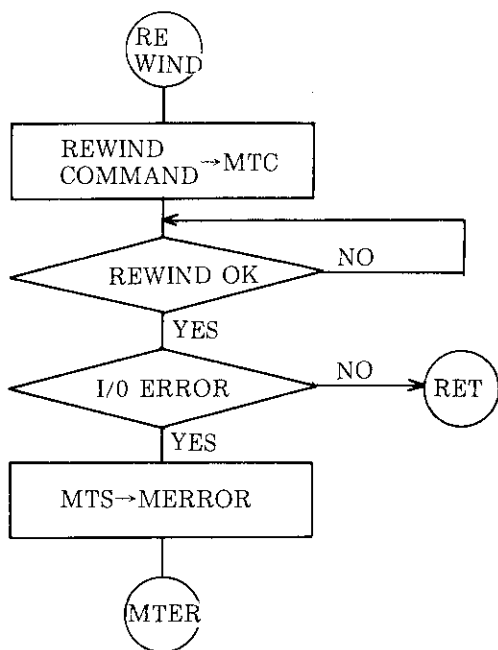 RE
WIND
REWIND
COMMAND →MTC
REWIND OK
NO
YES
I/0 ERROR
NO
RET
YES
MTS→MERROR
MTER